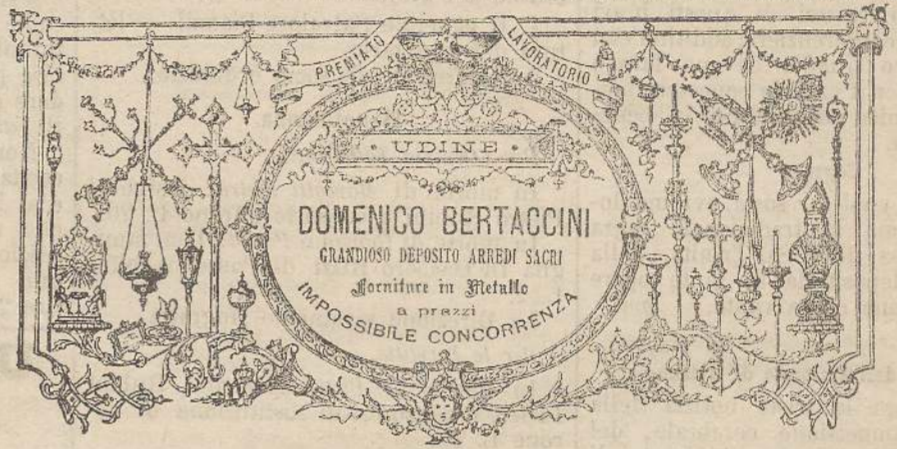 PREMIATO LAVORATORIO
UDINE
DOMENICO BERTACCINI
GRANDIOSO DEPOSITO ARREDI SACRI
Forniture in Metallo
a prezzi
IMPOSSIBILE CONCORRENZA